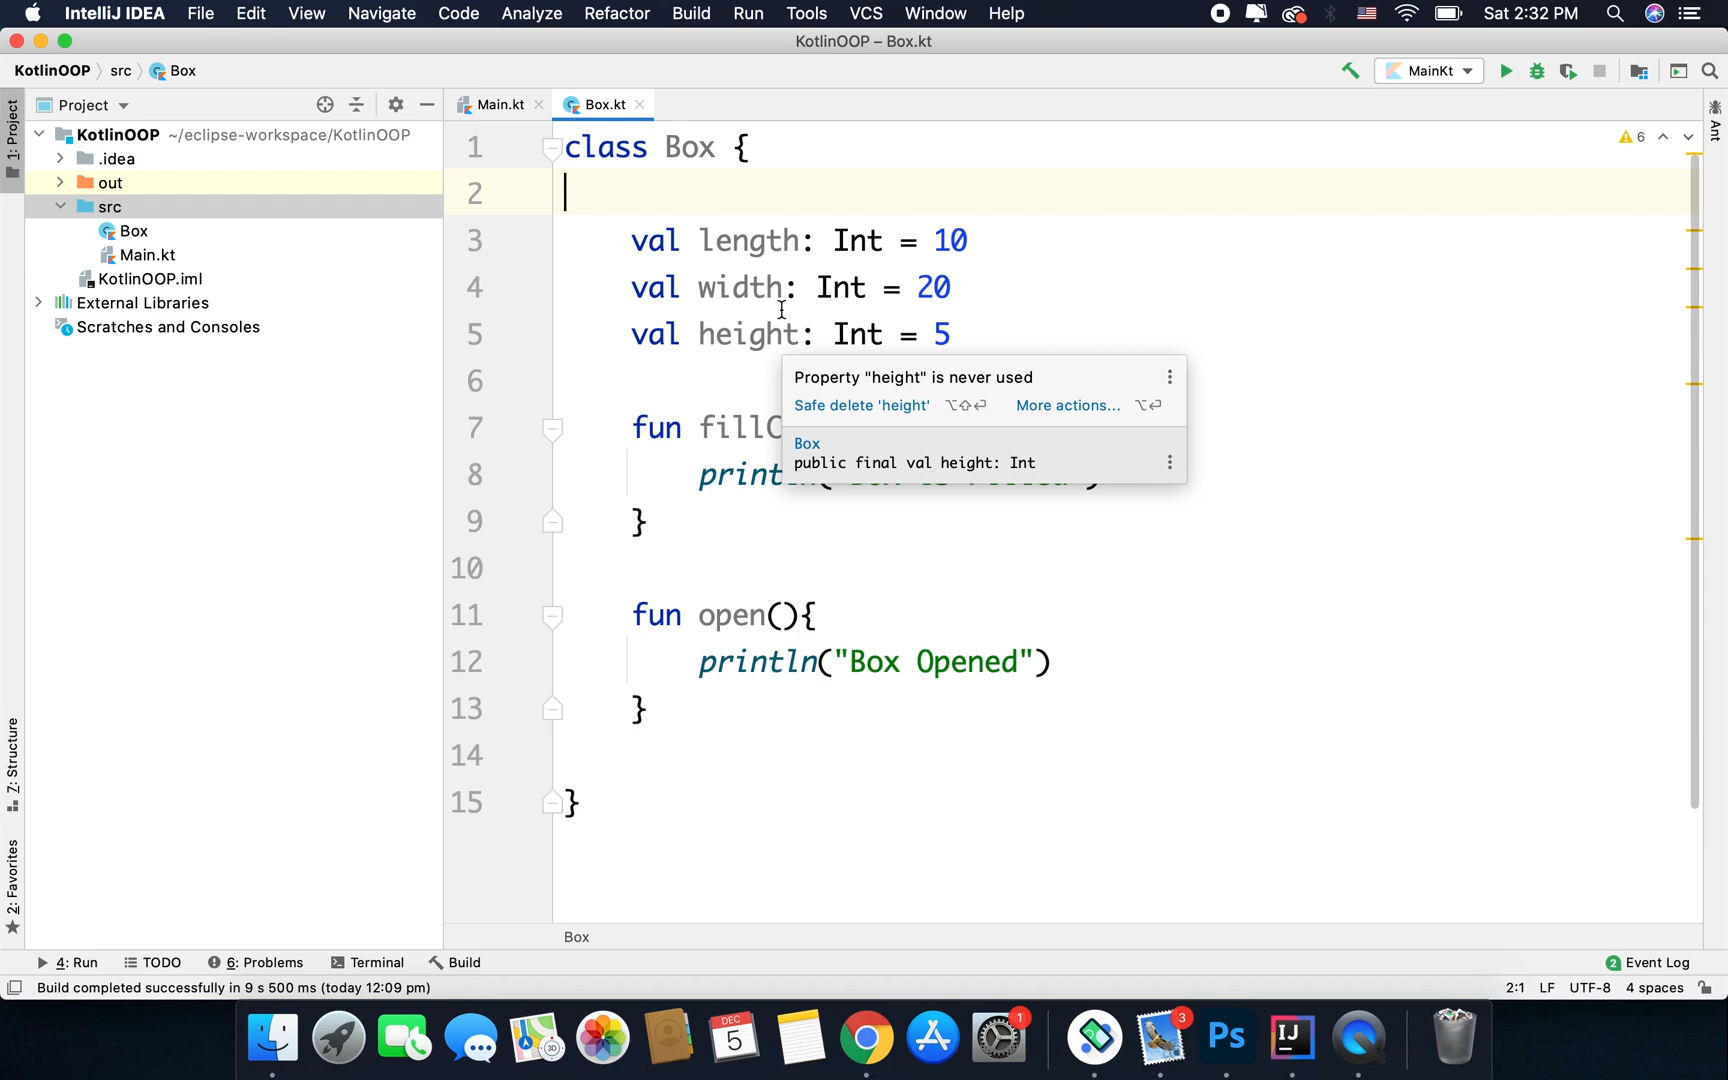 IntelliJ IDEA File Edit View Navigate Code Analyze Refactor Build Run Tools VCS Window Help Sat 2:32 PM
KotlinOOP – Box.kt
KotlinOOP src Box MainKt
1: Project
Project
Main.kt Box.kt
Ant
KotlinOOP ~/eclipse-workspace/KotlinOOP
.idea
out
src
Box
Main.kt
KotlinOOP.iml
External Libraries
Scratches and Consoles
6
1 class Box {
2
3 val length: Int = 10
4 val width: Int = 20
5 val height: Int = 5
6
Property "height" is never used
Safe delete 'height' ⌥⇧⏎ More actions... ⌥⏎
Box
public final val height: Int
7 fun fillC
8 println("Box is Filled")
9 }
10
11 fun open(){
12 println("Box Opened")
13 }
14
15 }
Box
Z: Structure
2: Favorites
4: Run TODO 6: Problems Terminal Build 2 Event Log
Build completed successfully in 9 s 500 ms (today 12:09 pm) 2:1 LF UTF-8 4 spaces
DEC
5
3D
1
3
Ps
IJ